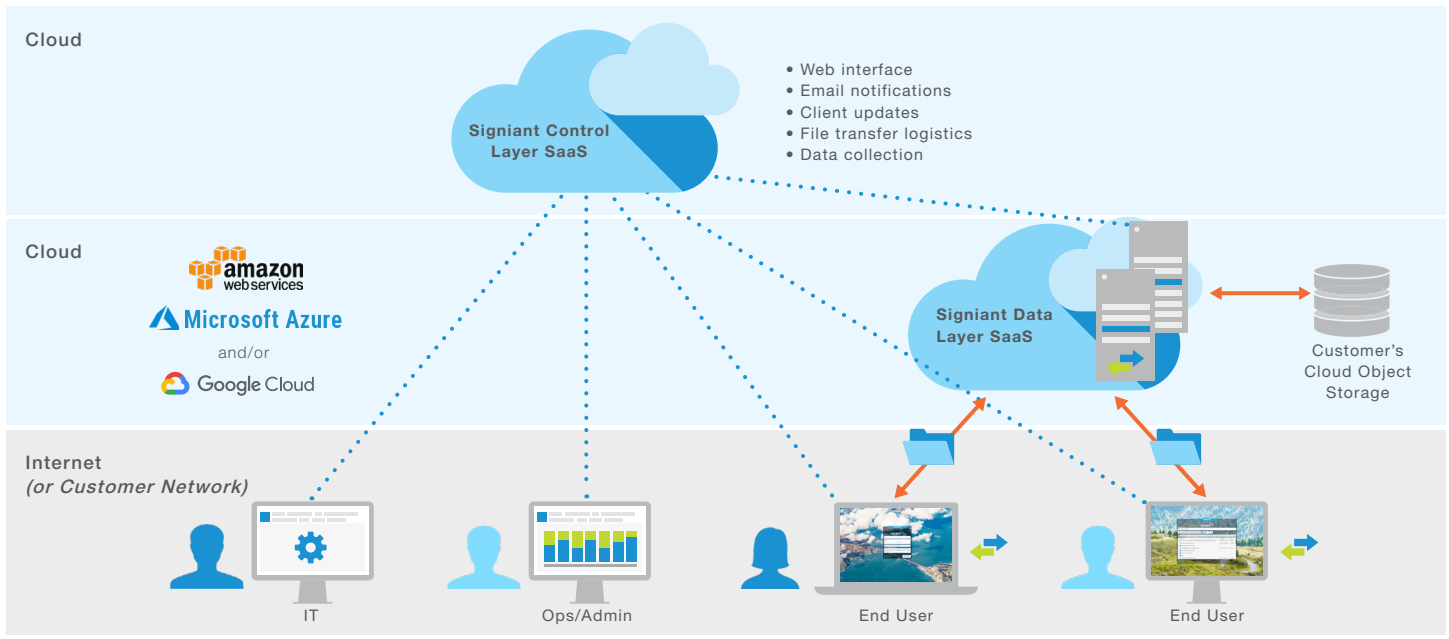 Cloud
Signiant Control
Layer SaaS
• Web interface
• Email notifications
• Client updates
• File transfer logistics
• Data collection
Cloud
amazon
web services
Microsoft Azure
and/or
Google Cloud
Signiant Data
Layer SaaS
Customer's
Cloud Object
Storage
Internet
(or Customer Network)
IT
Ops/Admin
End User
End User